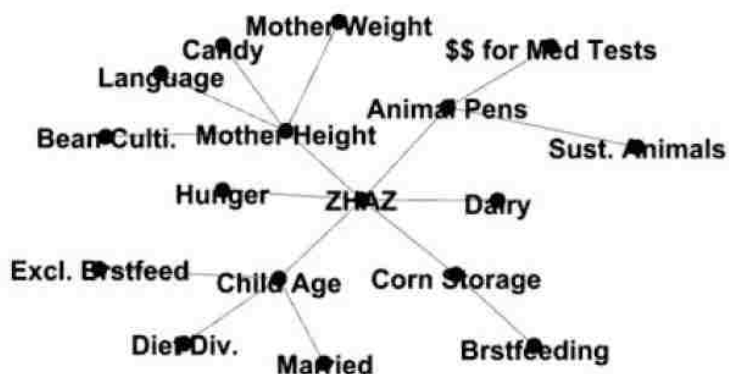 Mother Weight
Candy
$$ for Med Tests
Language
Animal Pens
Bean Culti.
Mother Height
Sust. Animals
Hunger
ZHAZ
Dairy
Excl. Brstfeed
Child Age
Corn Storage
Diet Div.
Married
Brstfeeding